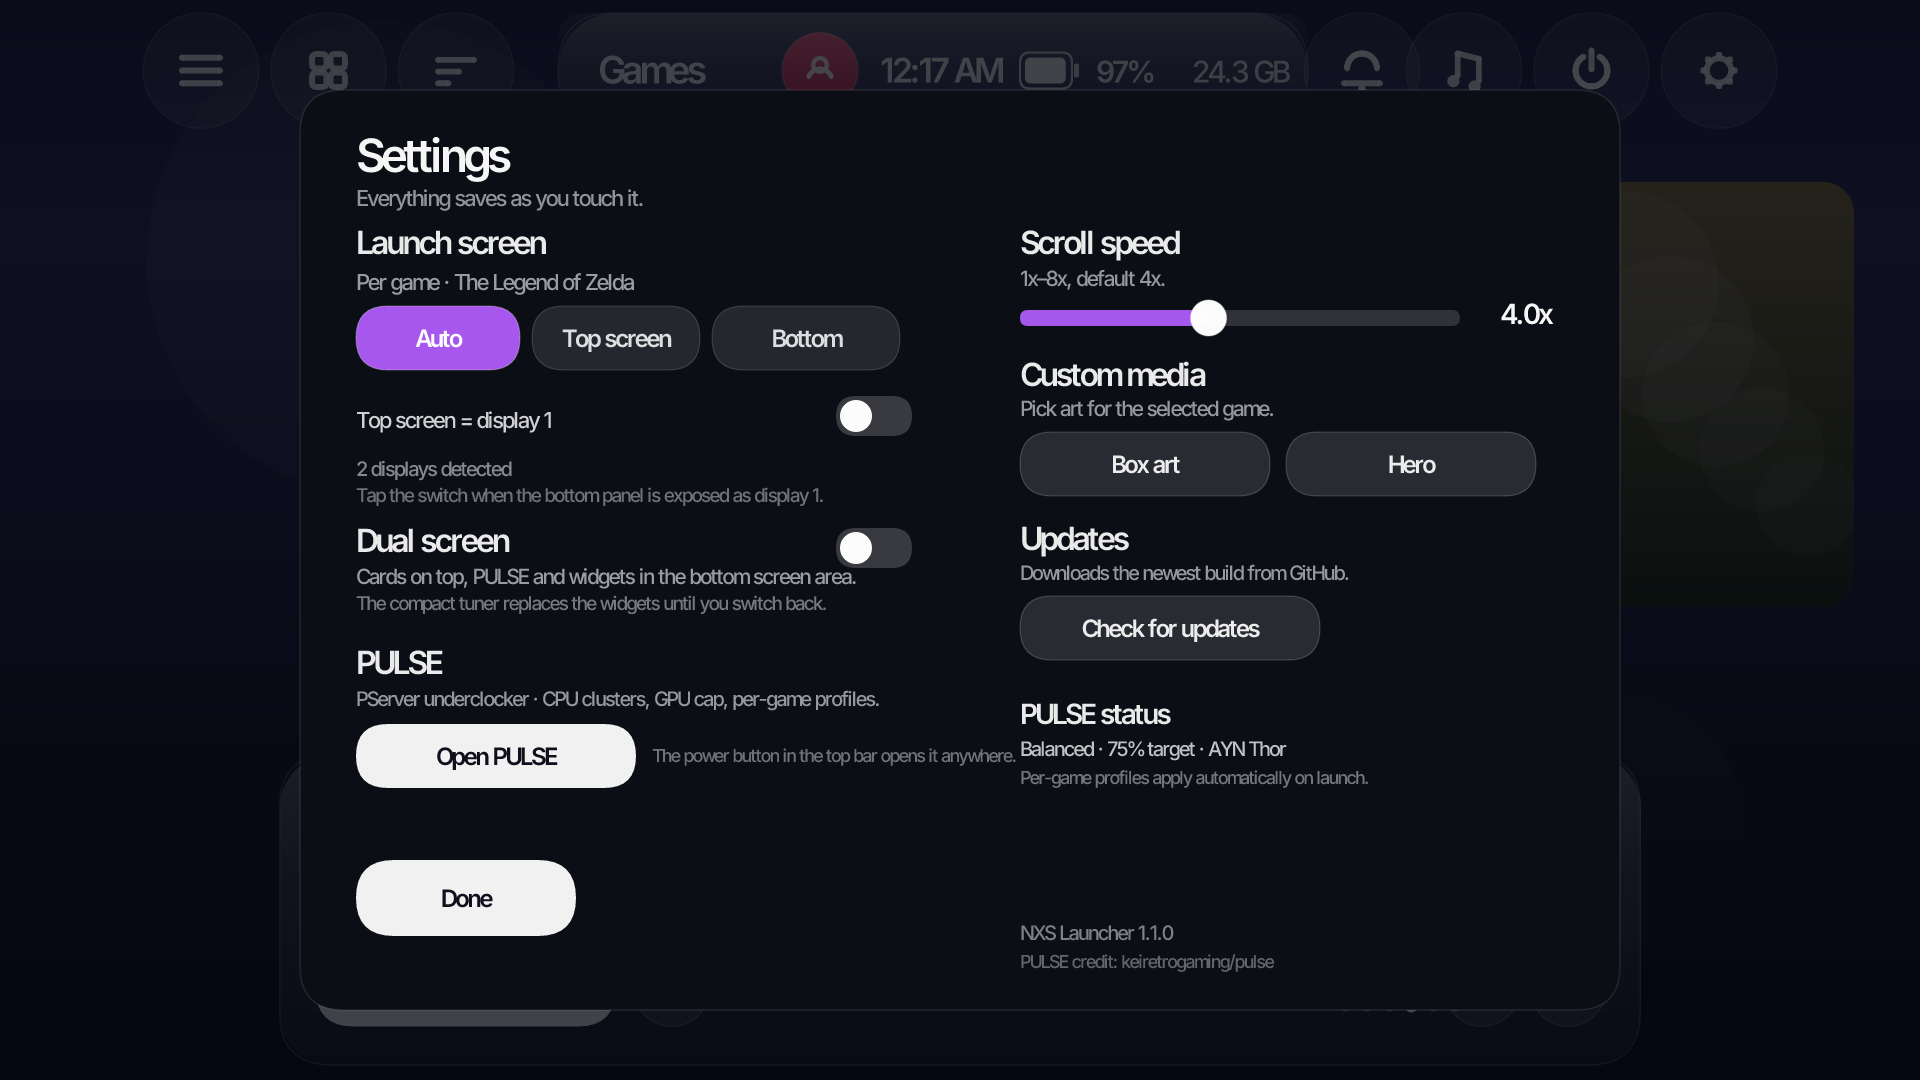 Games
12:17 AM
97%
24.3 GB
Settings
Everything saves as you touch it.
Launch screen
Per game · The Legend of Zelda
Auto
Top screen
Bottom
Top screen = display 1
2 displays detected
Tap the switch when the bottom panel is exposed as display 1.
Dual screen
Cards on top, PULSE and widgets in the bottom screen area.
The compact tuner replaces the widgets until you switch back.
PULSE
PServer underclocker · CPU clusters, GPU cap, per-game profiles.
Open PULSE
The power button in the top bar opens it anywhere.
Done
Scroll speed
1x–8x, default 4x.
4.0x
Custom media
Pick art for the selected game.
Box art
Hero
Updates
Downloads the newest build from GitHub.
Check for updates
PULSE status
Balanced · 75% target · AYN Thor
Per-game profiles apply automatically on launch.
NXS Launcher 1.1.0
PULSE credit: keiretrogaming/pulse